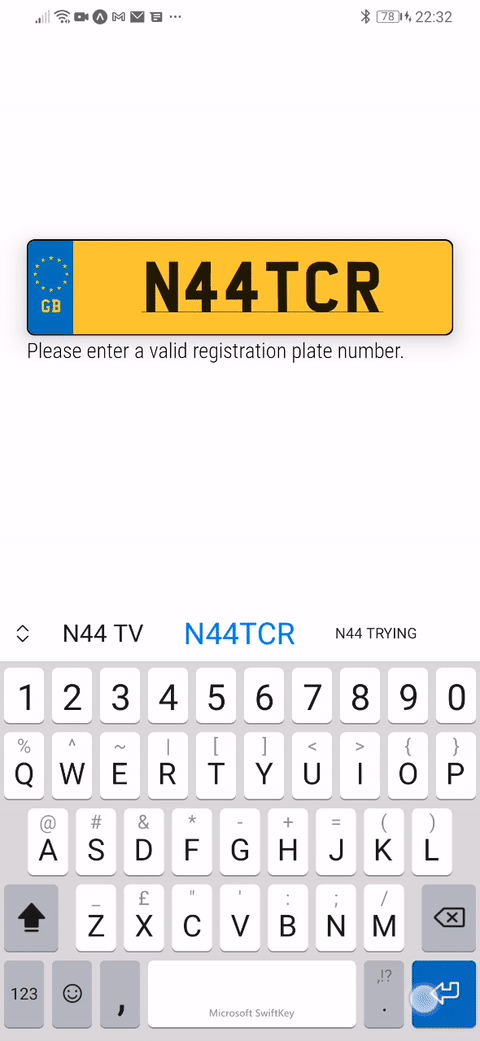 78 22:32
N44TCR
GB
Please enter a valid registration plate number.
N44 TV N44TCR N44 TRYING
1 2 3 4 5 6 7 8 9 0
% ^ ~ | [ ] < > { }
Q W E R T Y U I O P
@ # & * - + = ( )
A S D F G H J K L
_ £ " ' : ; /
Z X C V B N M
,!?
123 , .
Microsoft SwiftKey